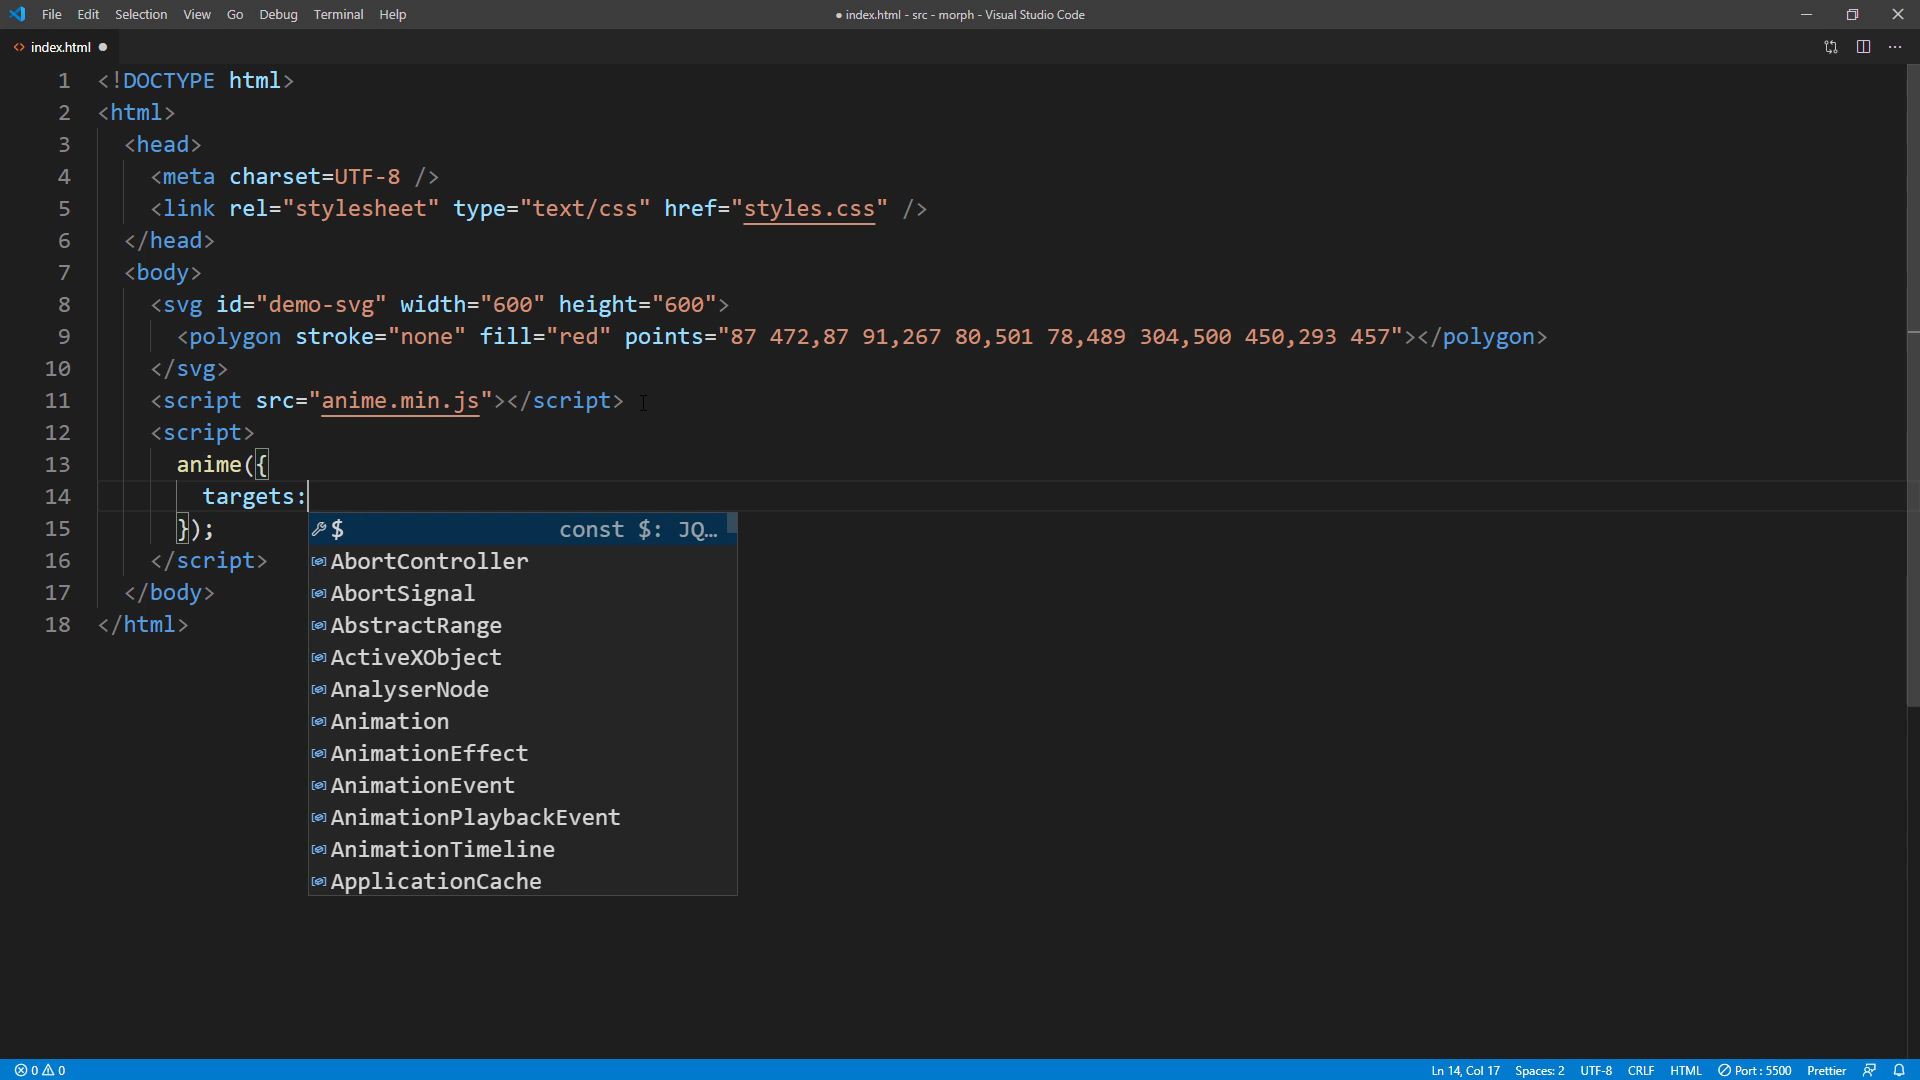 File Edit Selection View Go Debug Terminal Help
● index.html - src - morph - Visual Studio Code
<> index.html ●
1 <!DOCTYPE html>
2 <html>
3 <head>
4 <meta charset=UTF-8 />
5 <link rel="stylesheet" type="text/css" href="styles.css" />
6 </head>
7 <body>
8 <svg id="demo-svg" width="600" height="600">
9 <polygon stroke="none" fill="red" points="87 472,87 91,267 80,501 78,489 304,500 450,293 457"></polygon>
10 </svg>
11 <script src="anime.min.js"></script>
12 <script>
13 anime({
14 targets:
15 });
16 </script>
17 </body>
18 </html>
$ const $: JQ…
AbortController
AbortSignal
AbstractRange
ActiveXObject
AnalyserNode
Animation
AnimationEffect
AnimationEvent
AnimationPlaybackEvent
AnimationTimeline
ApplicationCache
0 0
Ln 14, Col 17 Spaces: 2 UTF-8 CRLF HTML Port : 5500 Prettier